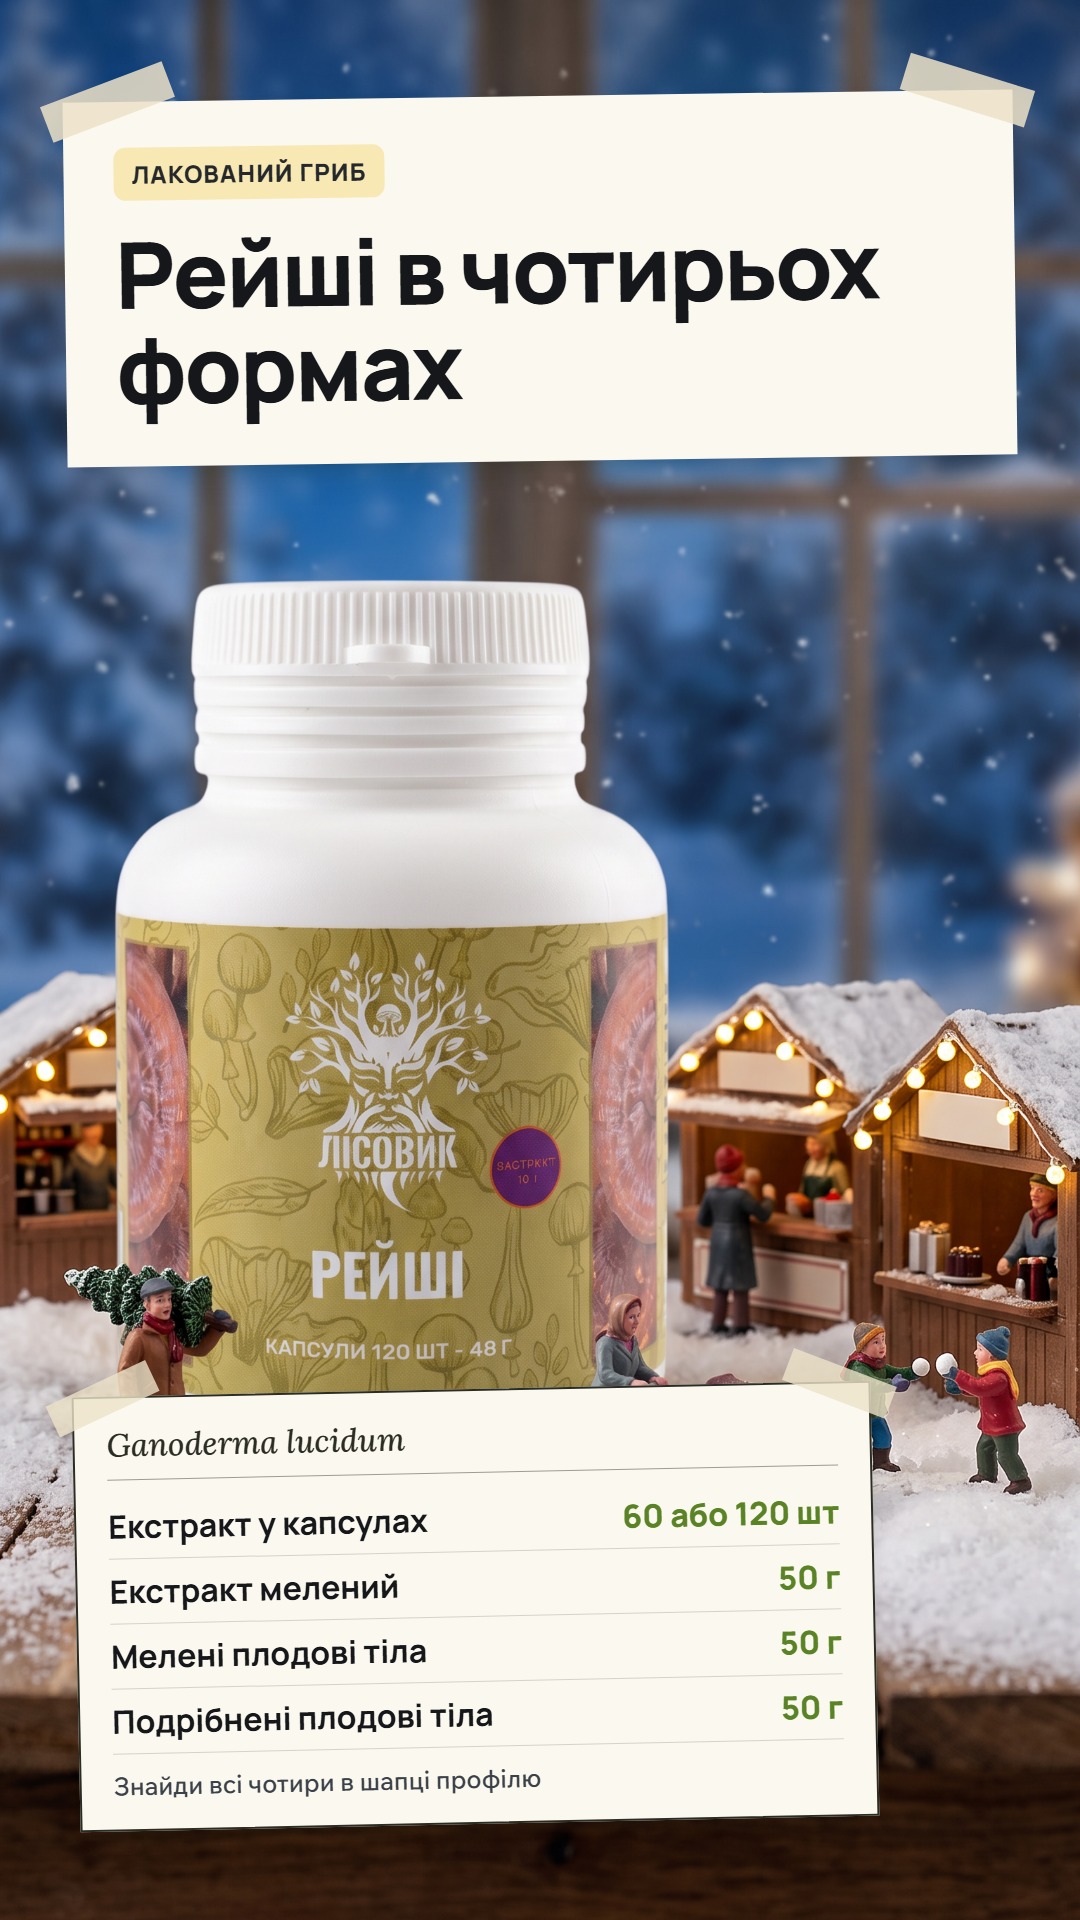 ЛАКОВАНИЙ ГРИБ
Рейші в чотирьох
формах
ЛІСОВИК
РЕЙШІ
КАПСУЛИ 120 ШТ - 48 Г
Ganoderma lucidum
Екстракт у капсулах 60 або 120 шт
Екстракт мелений 50 г
Мелені плодові тіла 50 г
Подрібнені плодові тіла 50 г
Знайди всі чотири в шапці профілю